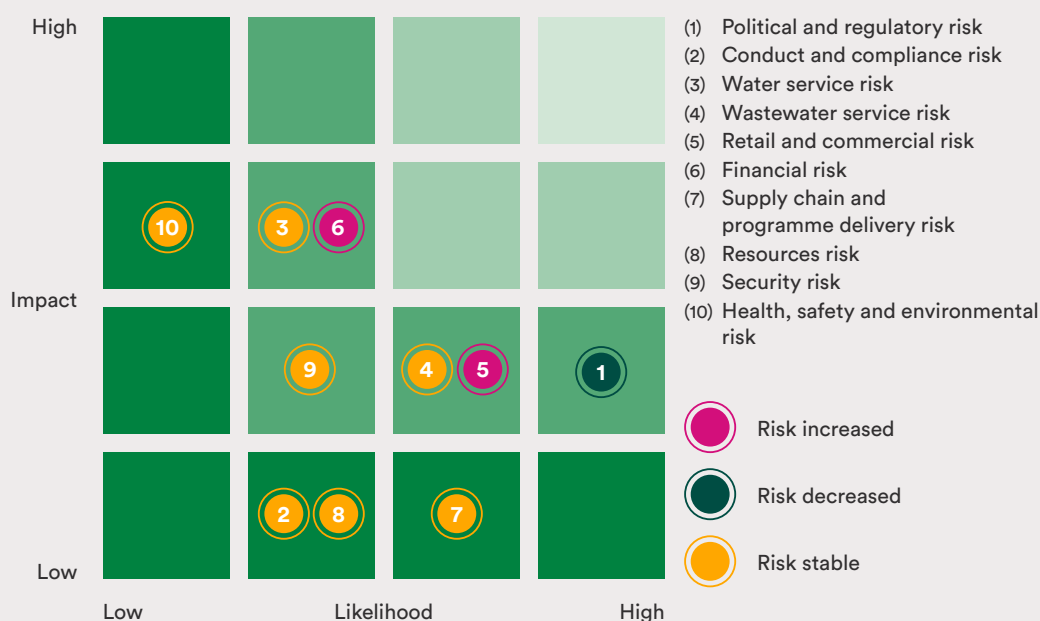 High
Impact
Low
10
3
6
9
4
5
1
2
8
7
Low
Likelihood
High
(1) Political and regulatory risk
(2) Conduct and compliance risk
(3) Water service risk
(4) Wastewater service risk
(5) Retail and commercial risk
(6) Financial risk
(7) Supply chain and
programme delivery risk
(8) Resources risk
(9) Security risk
(10) Health, safety and environmental
risk
Risk increased
Risk decreased
Risk stable